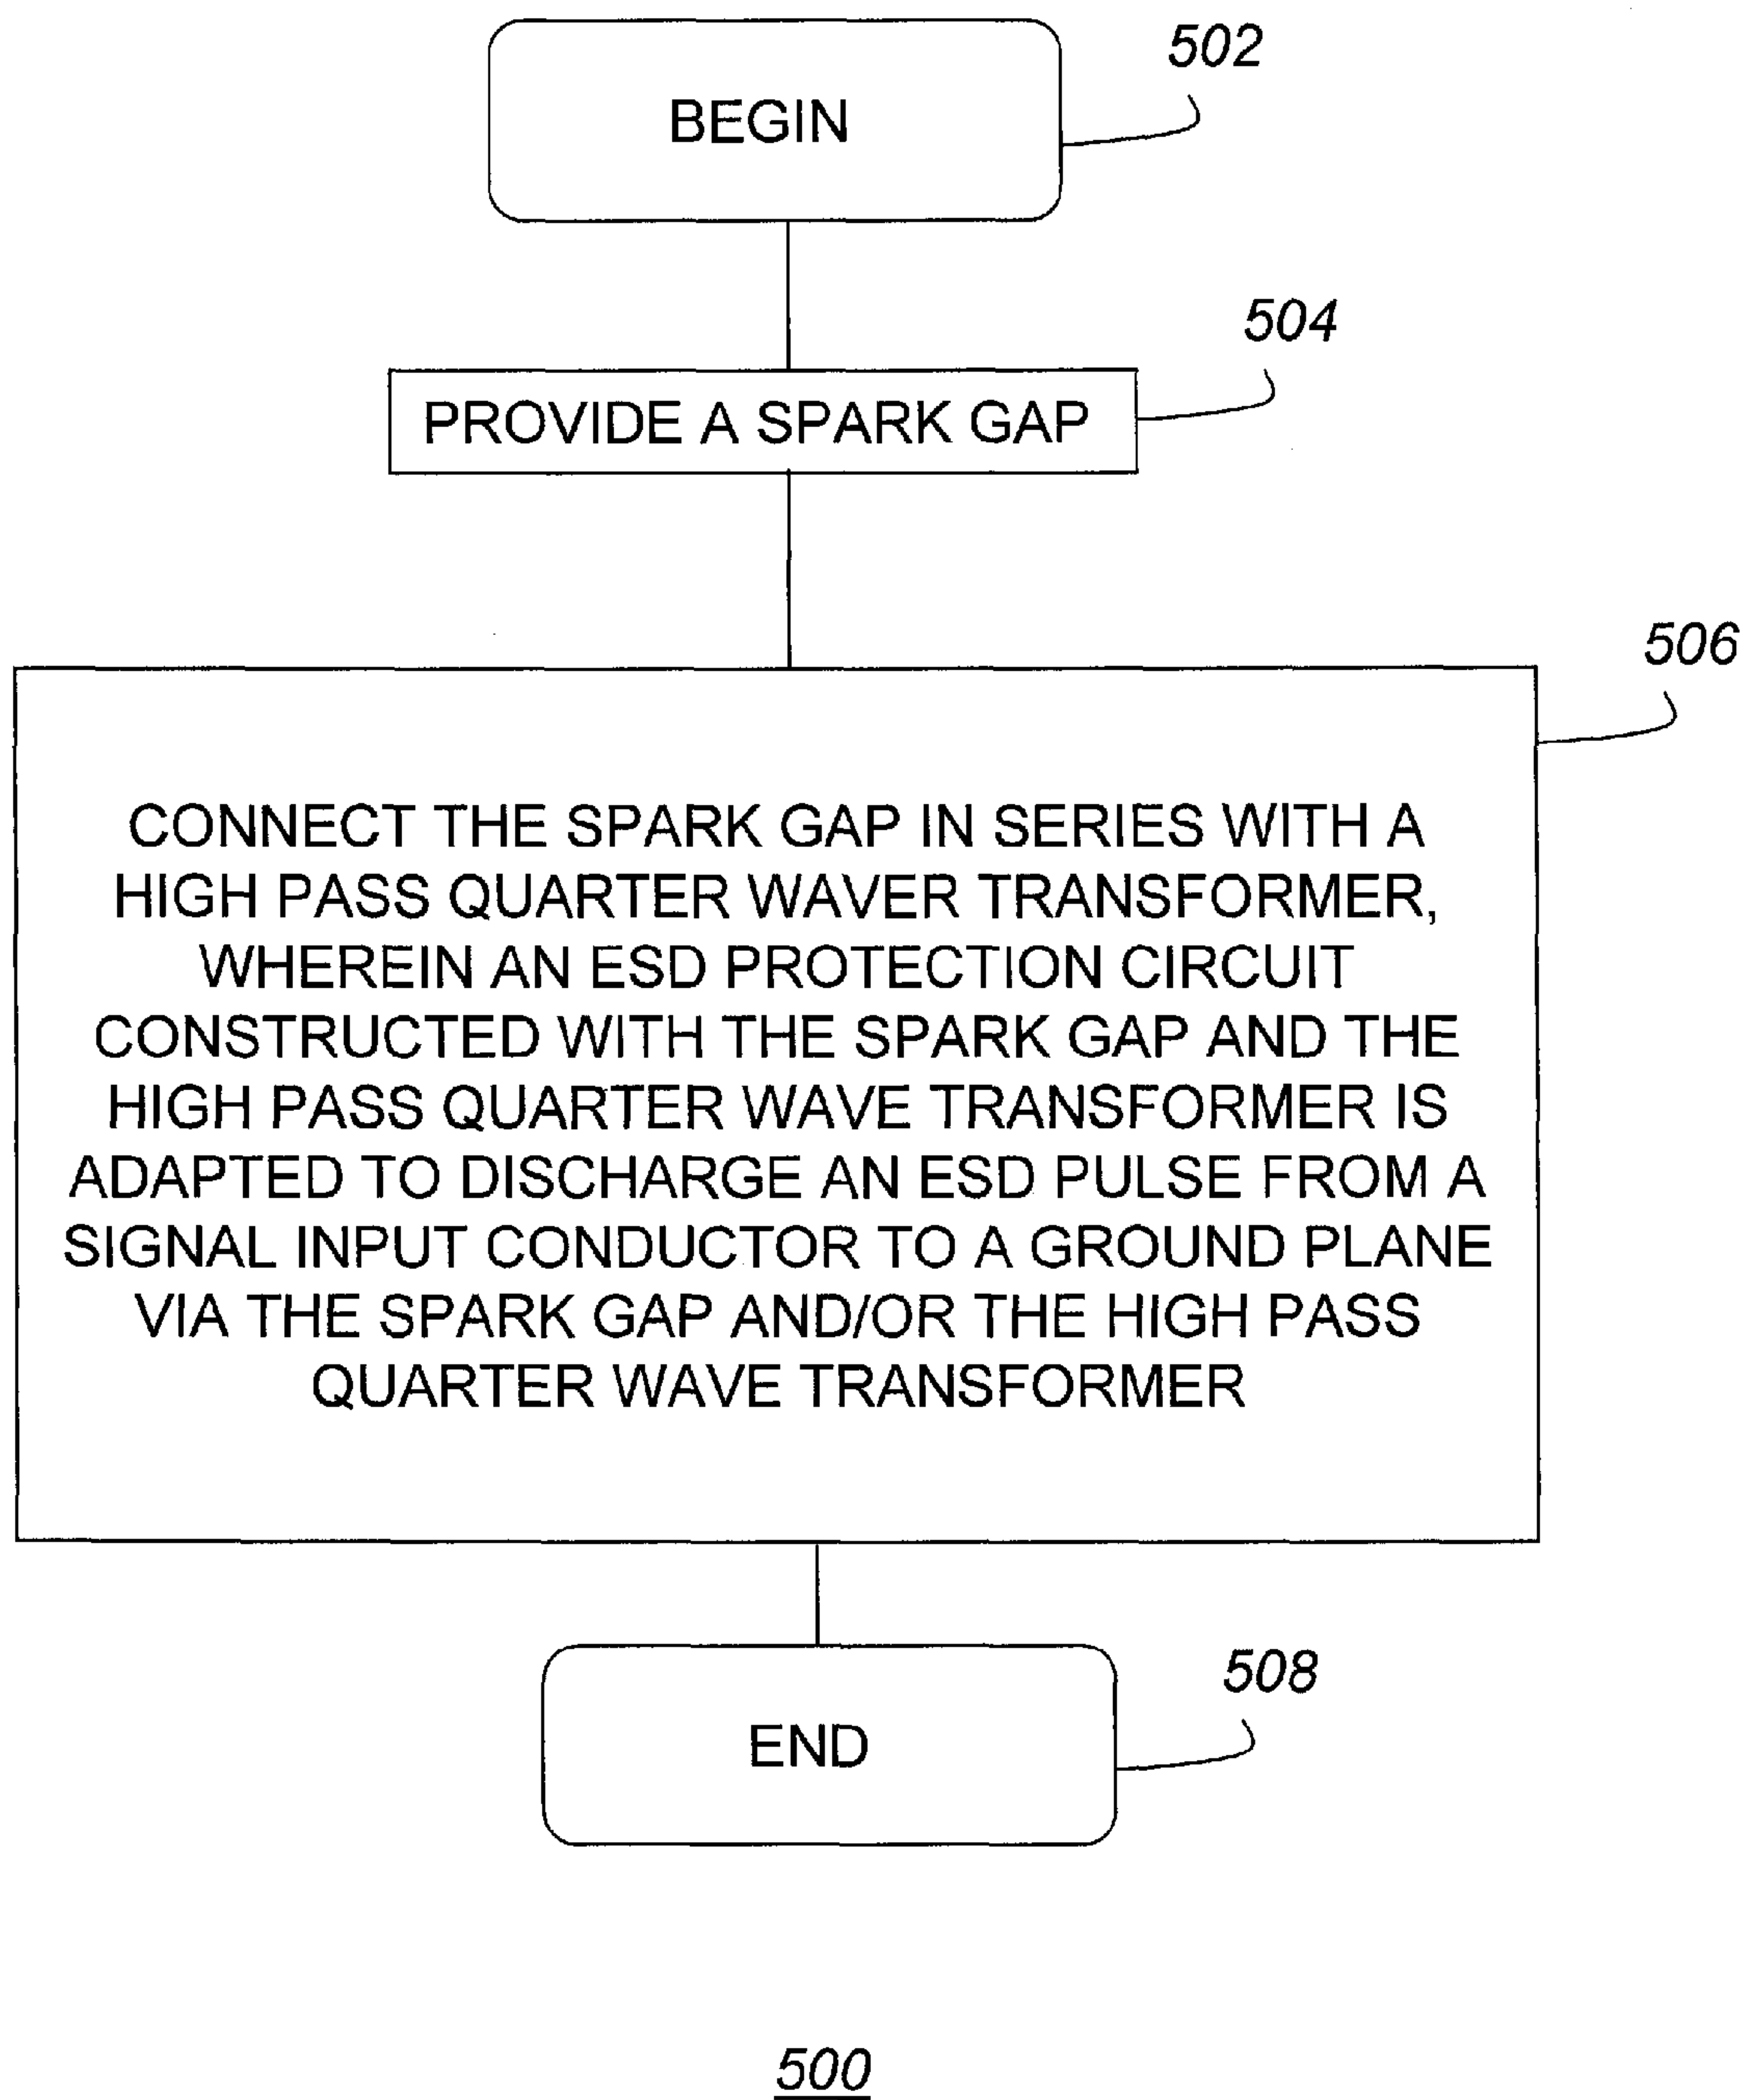 502
BEGIN
504
PROVIDE A SPARK GAP
506
CONNECT THE SPARK GAP IN SERIES WITH A
HIGH PASS QUARTER WAVER TRANSFORMER,
WHEREIN AN ESD PROTECTION CIRCUIT
CONSTRUCTED WITH THE SPARK GAP AND THE
HIGH PASS QUARTER WAVE TRANSFORMER IS
ADAPTED TO DISCHARGE AN ESD PULSE FROM A
SIGNAL INPUT CONDUCTOR TO A GROUND PLANE
VIA THE SPARK GAP AND/OR THE HIGH PASS
QUARTER WAVE TRANSFORMER
508
END
500